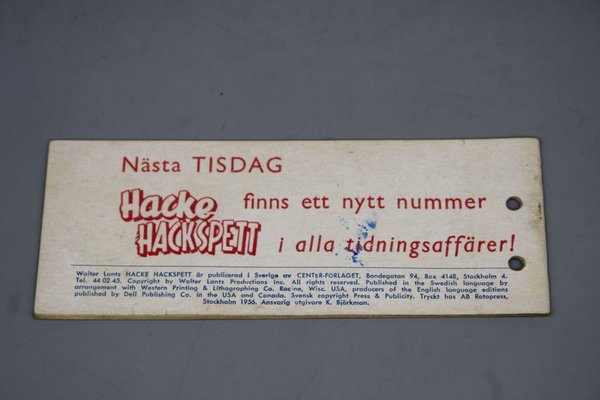 Nästa TISDAG
Hacke HACKSPETT finns ett nytt nummer
i alla tidningsaffärer!
Walter Lantz HACKE HACKSPETT är publicerad i Sverige av CENTER-FÖRLAGET, Bondegatan 94, Box 4148, Stockholm 4.
Tel. 44 02 45. Copyright by Walter Lantz Productions Inc. All rights reserved. Published in the Swedish language by
arrangement with Western Printing & Lithographing Co. Racine, Wisc. USA, producers of the English language editions
published by Dell Publishing Co. in the USA and Canada. Svensk copyright Press & Publicity. Tryckt hos AB Rotopress,
Stockholm 1956. Ansvarig utgivare K. Björkman.